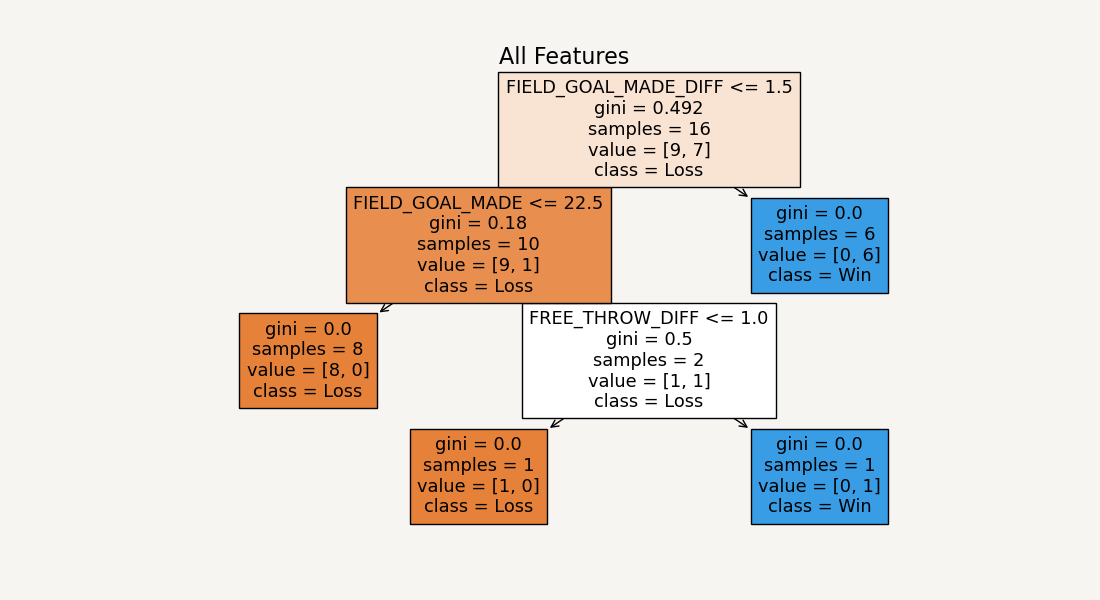 All Features
FIELD_GOAL_MADE_DIFF <= 1.5
gini = 0.492
samples = 16
value = [9, 7]
class = Loss
FIELD_GOAL_MADE <= 22.5
gini = 0.18
samples = 10
value = [9, 1]
class = Loss
gini = 0.0
samples = 6
value = [0, 6]
class = Win
gini = 0.0
samples = 8
value = [8, 0]
class = Loss
FREE_THROW_DIFF <= 1.0
gini = 0.5
samples = 2
value = [1, 1]
class = Loss
gini = 0.0
samples = 1
value = [1, 0]
class = Loss
gini = 0.0
samples = 1
value = [0, 1]
class = Win